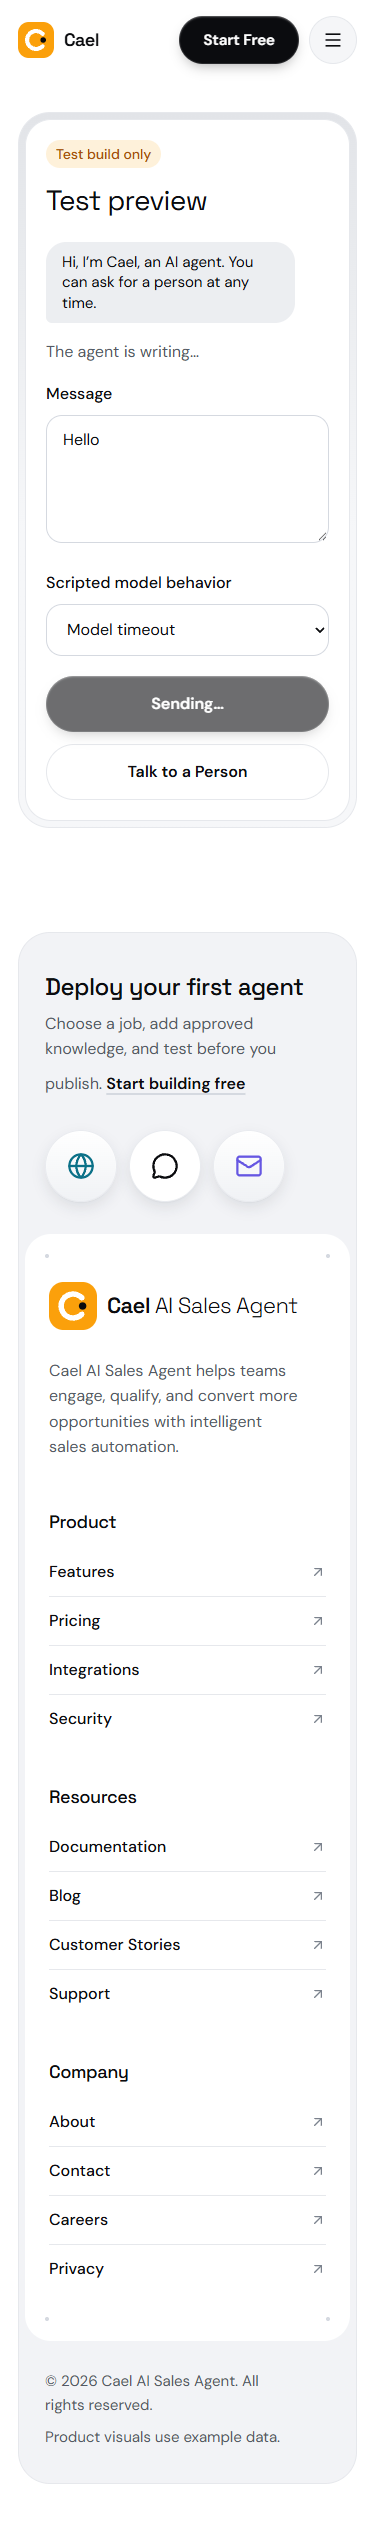 Cael
Start Free
Test build only
Test preview
Hi, I'm Cael, an AI agent. You
can ask for a person at any
time.
The agent is writing...
Message
Hello
Scripted model behavior
Model timeout
Sending...
Talk to a Person
Deploy your first agent
Choose a job, add approved
knowledge, and test before you
publish. Start building free
Cael AI Sales Agent
Cael AI Sales Agent helps teams
engage, qualify, and convert more
opportunities with intelligent
sales automation.
Product
Features
Pricing
Integrations
Security
Resources
Documentation
Blog
Customer Stories
Support
Company
About
Contact
Careers
Privacy
© 2026 Cael AI Sales Agent. All
rights reserved.
Product visuals use example data.